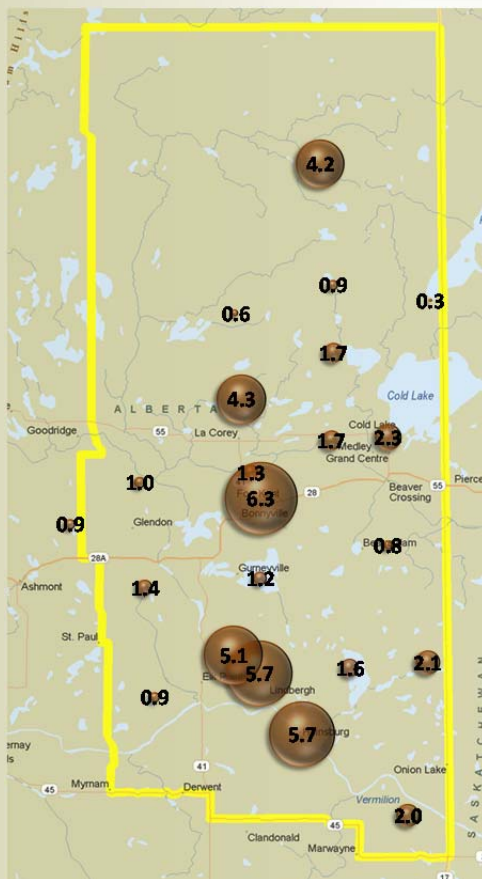 Hills
4.2
0.9
0.3
0.6
1.7
4.3
Cold Lake
ALBERTA
Goodridge
55
La Corey
Cold Lake
1.7
2.3
Medley
Grand Centre
1.3
1.0
6.3
28
Beaver
Crossing
55
Pierce
Bonnyville
0.9
Glendon
0.8
28A
Gurneyville
1.2
Ashmont
1.4
St. Paul
5.1
5.7
1.6
2.1
Lindbergh
0.9
5.7
41
Onion Lake
45
Myrnam
Derwent
Vermilion
2.0
45
Clandonald
Marwayne
17
SASKATCHEWAN